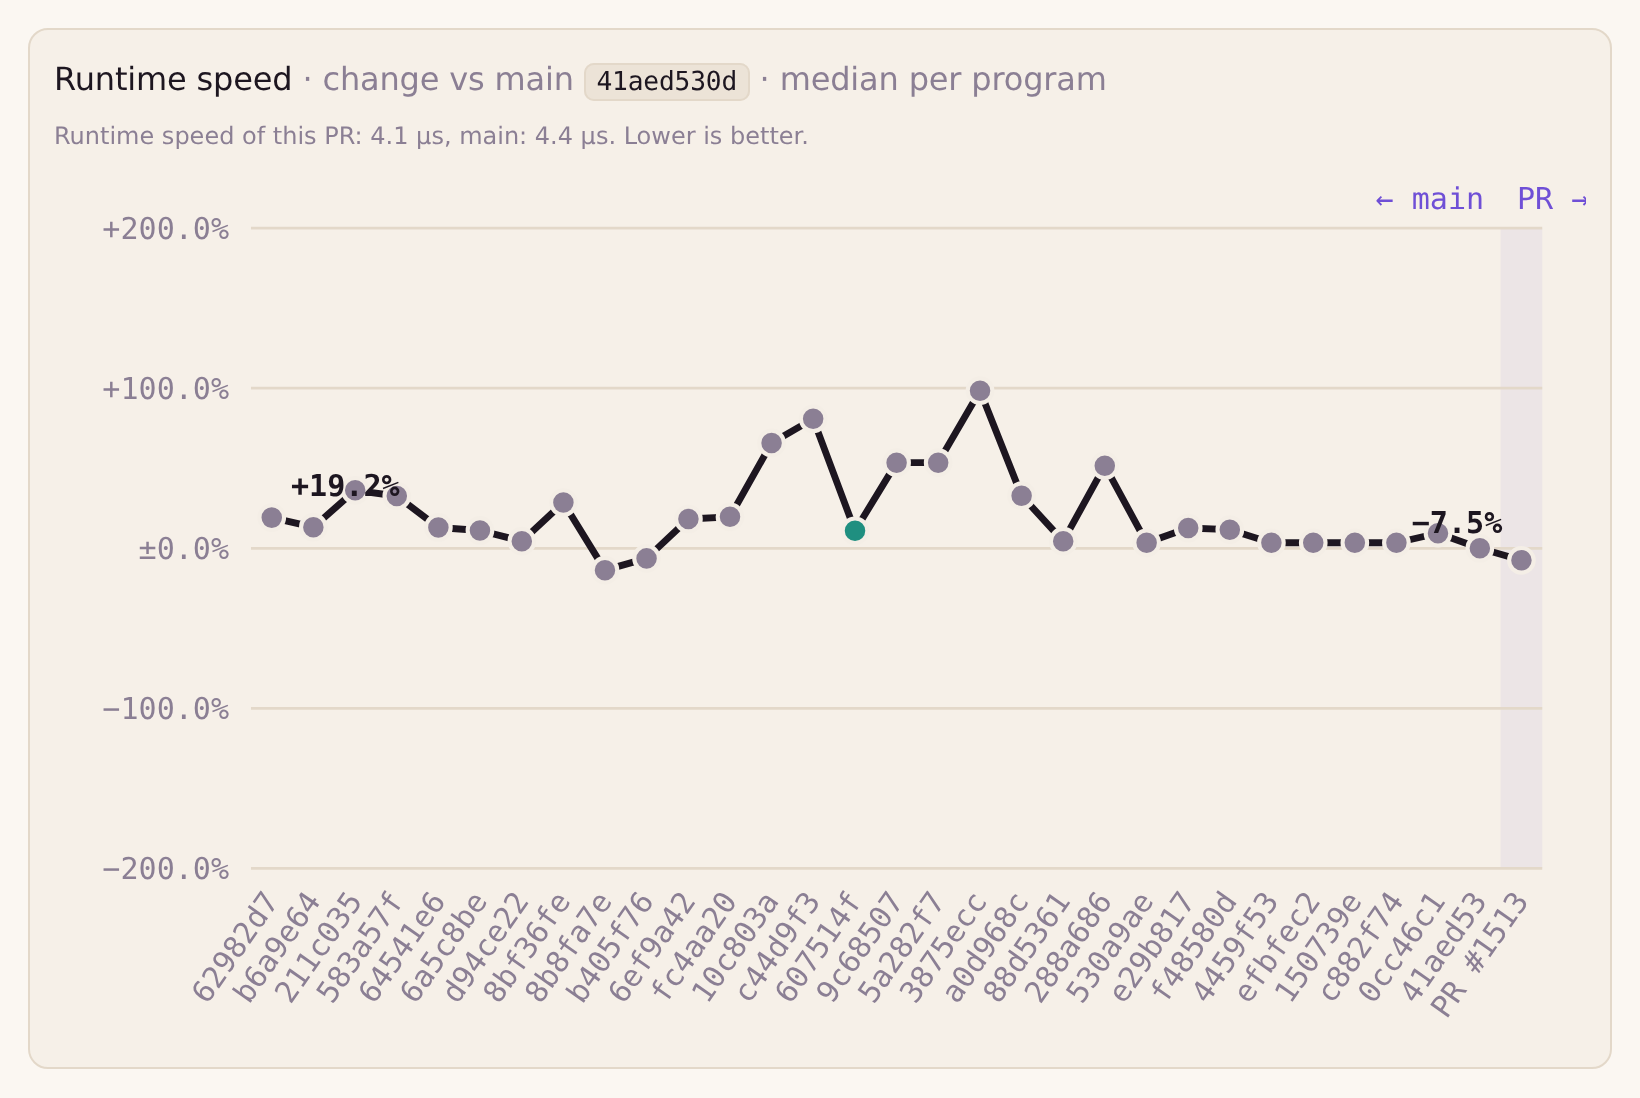 Runtime speed · change vs main 41aed530d · median per program
Runtime speed of this PR: 4.1 µs, main: 4.4 µs. Lower is better.
← main PR →
+200.0%
+100.0%
±0.0%
−100.0%
−200.0%
+19.2%
−7.5%
62982d7
b6a9e64
211c035
583a57f
64541e6
6a5c8be
d94ce22
8bf36fe
8b8fa7e
b405f76
6ef9a42
fc4aa20
10c803a
c44d9f3
607514f
9c68507
5a282f7
3875ecc
a0d968c
88d5361
288a686
530a9ae
e29b817
f48580d
4459f53
efbfec2
150739e
c882f74
0cc46c1
41aed53
PR #1513